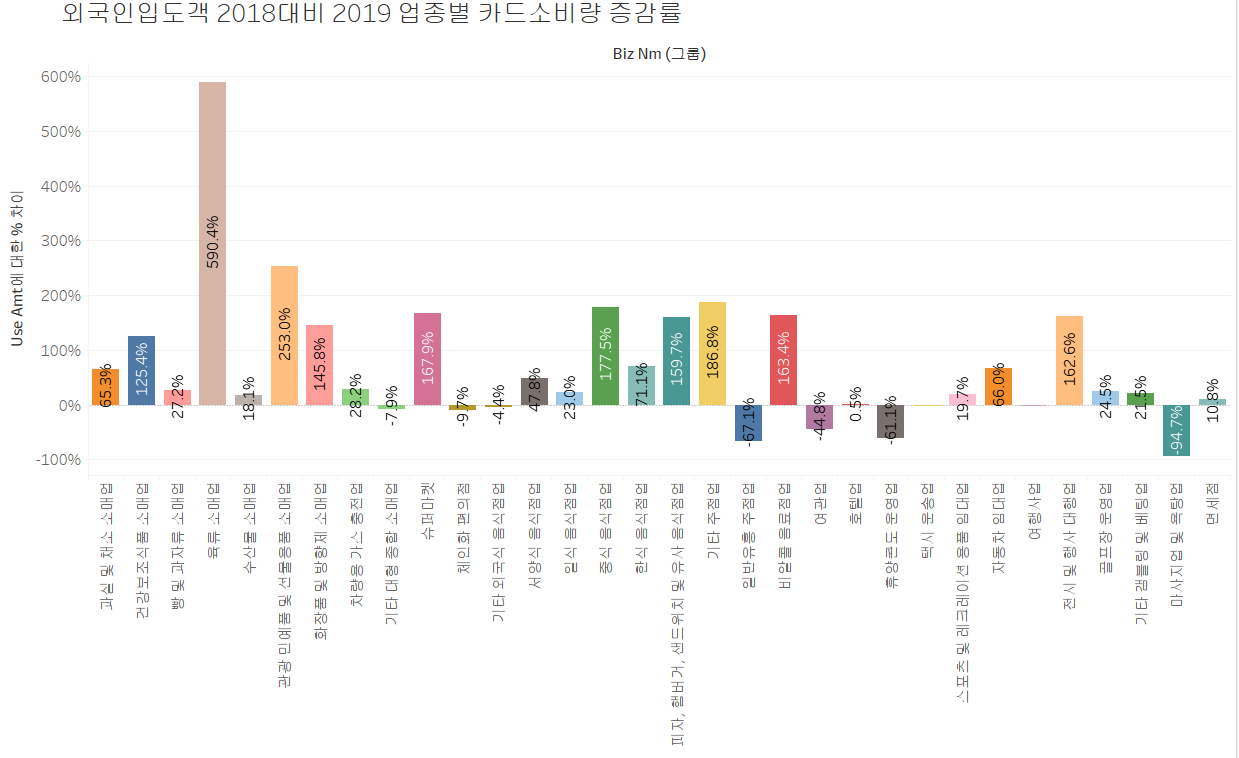 외국인입도객 2018대비 2019 업종별 카드소비량 증감률
Biz Nm (그룹)
Use Amt에 대한 % 차이
600%
500%
400%
300%
200%
100%
0%
-100%
65.3%
125.4%
27.2%
590.4%
18.1%
253.0%
145.8%
28.2%
-7.9%
167.9%
-9.7%
-4.4%
47.8%
23.0%
177.5%
71.1%
159.7%
186.8%
-67.1%
163.4%
-44.8%
0.5%
-61.1%
19.7%
66.0%
162.6%
24.5%
21.5%
-94.7%
10.8%
과실 및 채소 소매업
건강보조식품 소매업
빵 및 과자류 소매업
육류 소매업
수산물 소매업
관광 민예품 및 선물용품 소매업
화장품 및 방향제 소매업
차량용 가스 충전업
기타 대형종합 소매업
슈퍼마켓
체인화 편의점
기타 외국식 음식점업
서양식 음식점업
일식 음식점업
중식 음식점업
한식 음식점업
피자, 햄버거, 샌드위치 및 유사 음식점업
기타 주점업
일반유흥 주점업
비알콜 음료점업
여관업
호텔업
휴양콘도 운영업
택시 운송업
스포츠 및 레크레이션 용품 임대업
자동차 임대업
여행사업
전시 및 행사 대행업
골프장 운영업
기타 갬블링 및 베팅업
마사지업 및 욕탕업
면세점